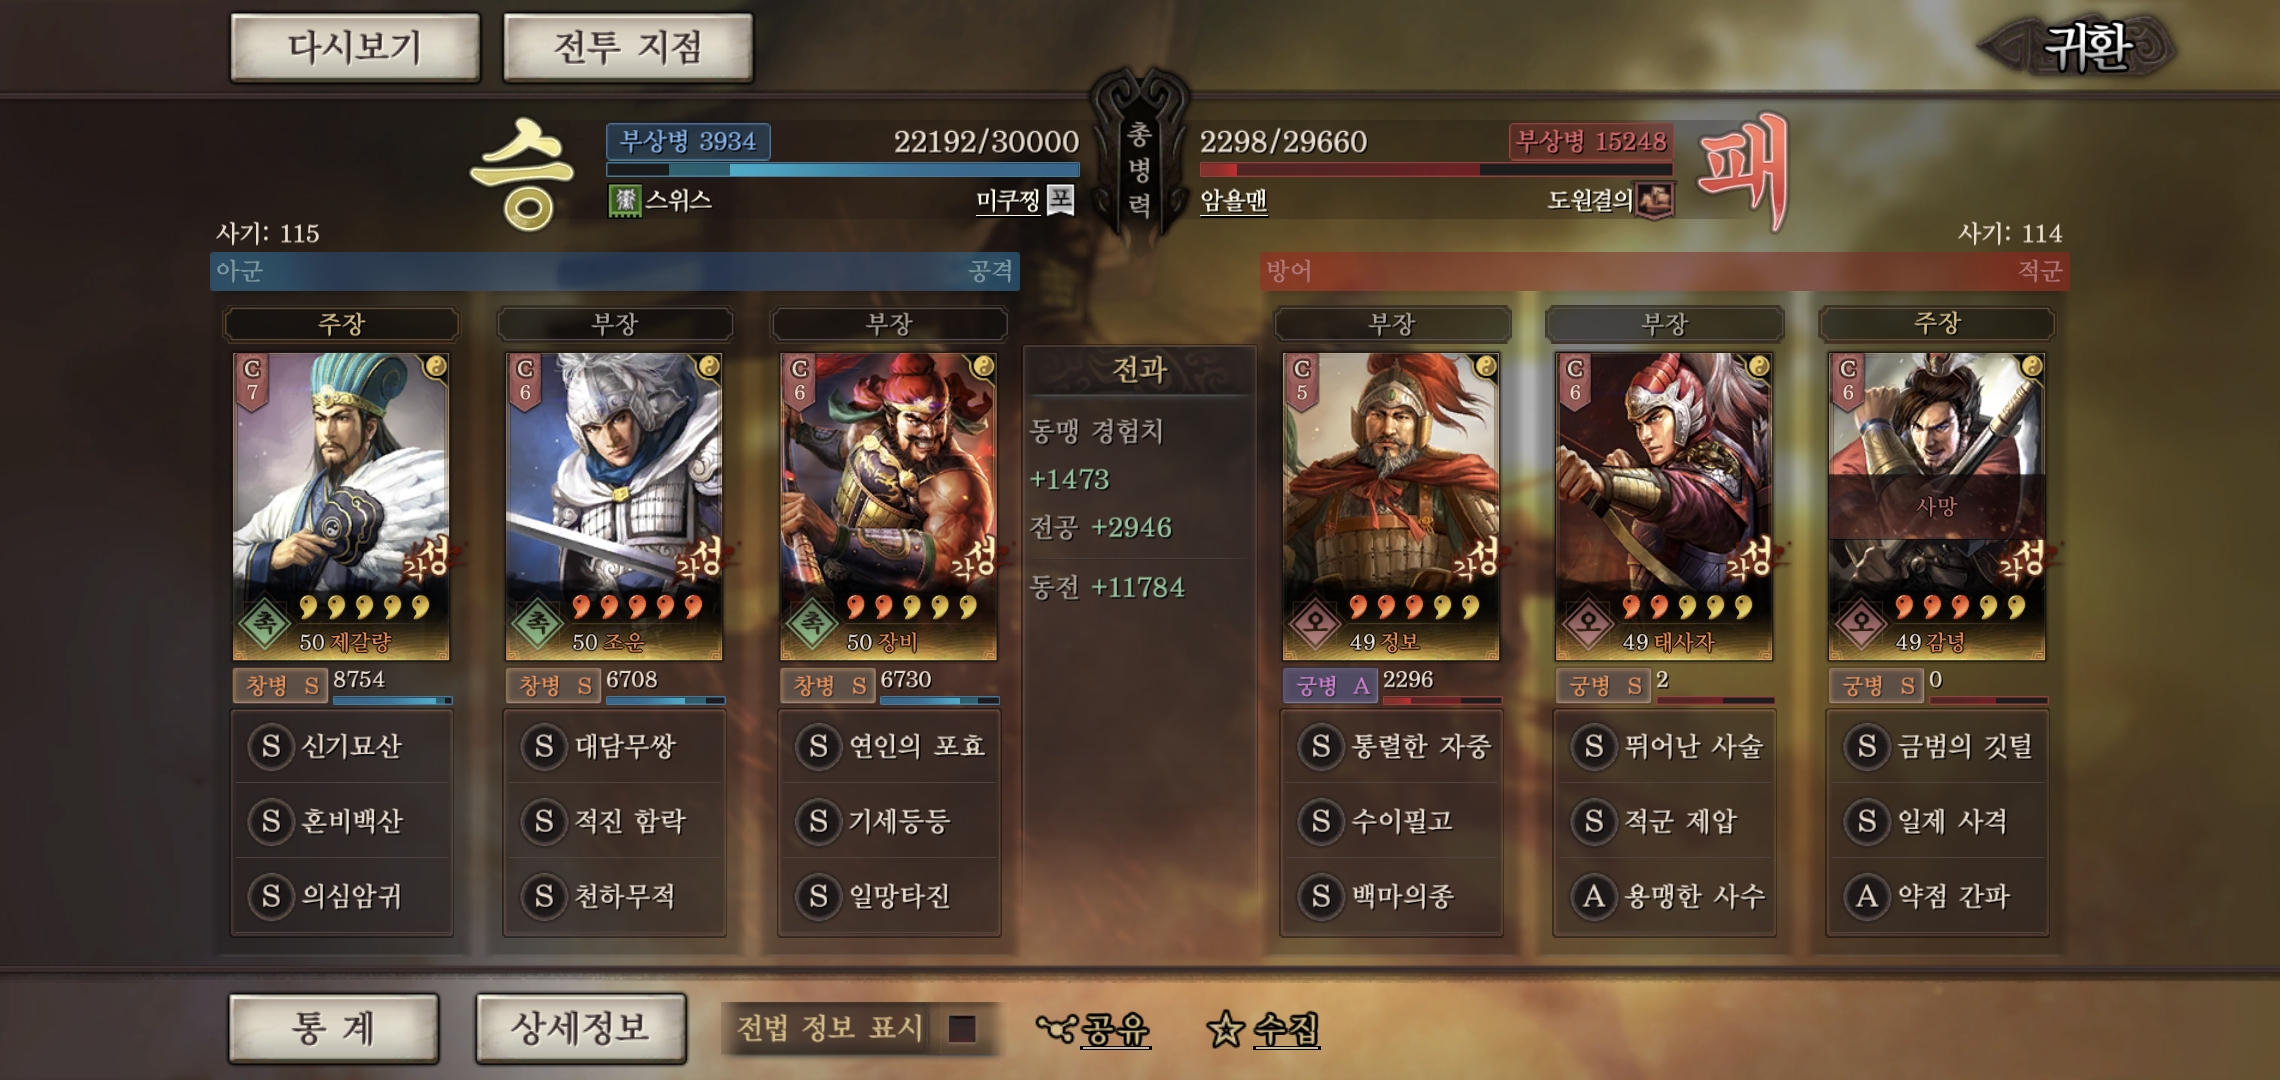 다시보기
전투 지점
귀환
승
부상병 3934
22192/30000
총병력
2298/29660
부상병 15248
패
스위스
미쿠찡
포
암욜맨
도원결의
사기: 115
사기: 114
아군
공격
방어
적군
주장
부장
부장
전과
부장
부장
주장
C
7
C
6
C
6
C
5
C
6
C
6
동맹 경험치
+1473
전공 +2946
동전 +11784
사망
각성
각성
각성
각성
각성
각성
촉
촉
촉
오
오
오
50 제갈량
50 조운
50 장비
49 정보
49 태사자
49 감녕
창병 S 8754
창병 S 6708
창병 S 6730
궁병 A 2296
궁병 S 2
궁병 S 0
S 신기묘산
S 대담무쌍
S 연인의 포효
S 통렬한 자중
S 뛰어난 사술
S 금범의 깃털
S 혼비백산
S 적진 함락
S 기세등등
S 수이필고
S 적군 제압
S 일제 사격
S 의심암귀
S 천하무적
S 일망타진
S 백마의종
A 용맹한 사수
A 약점 간파
통 계
상세정보
전법 정보 표시
공유
수집